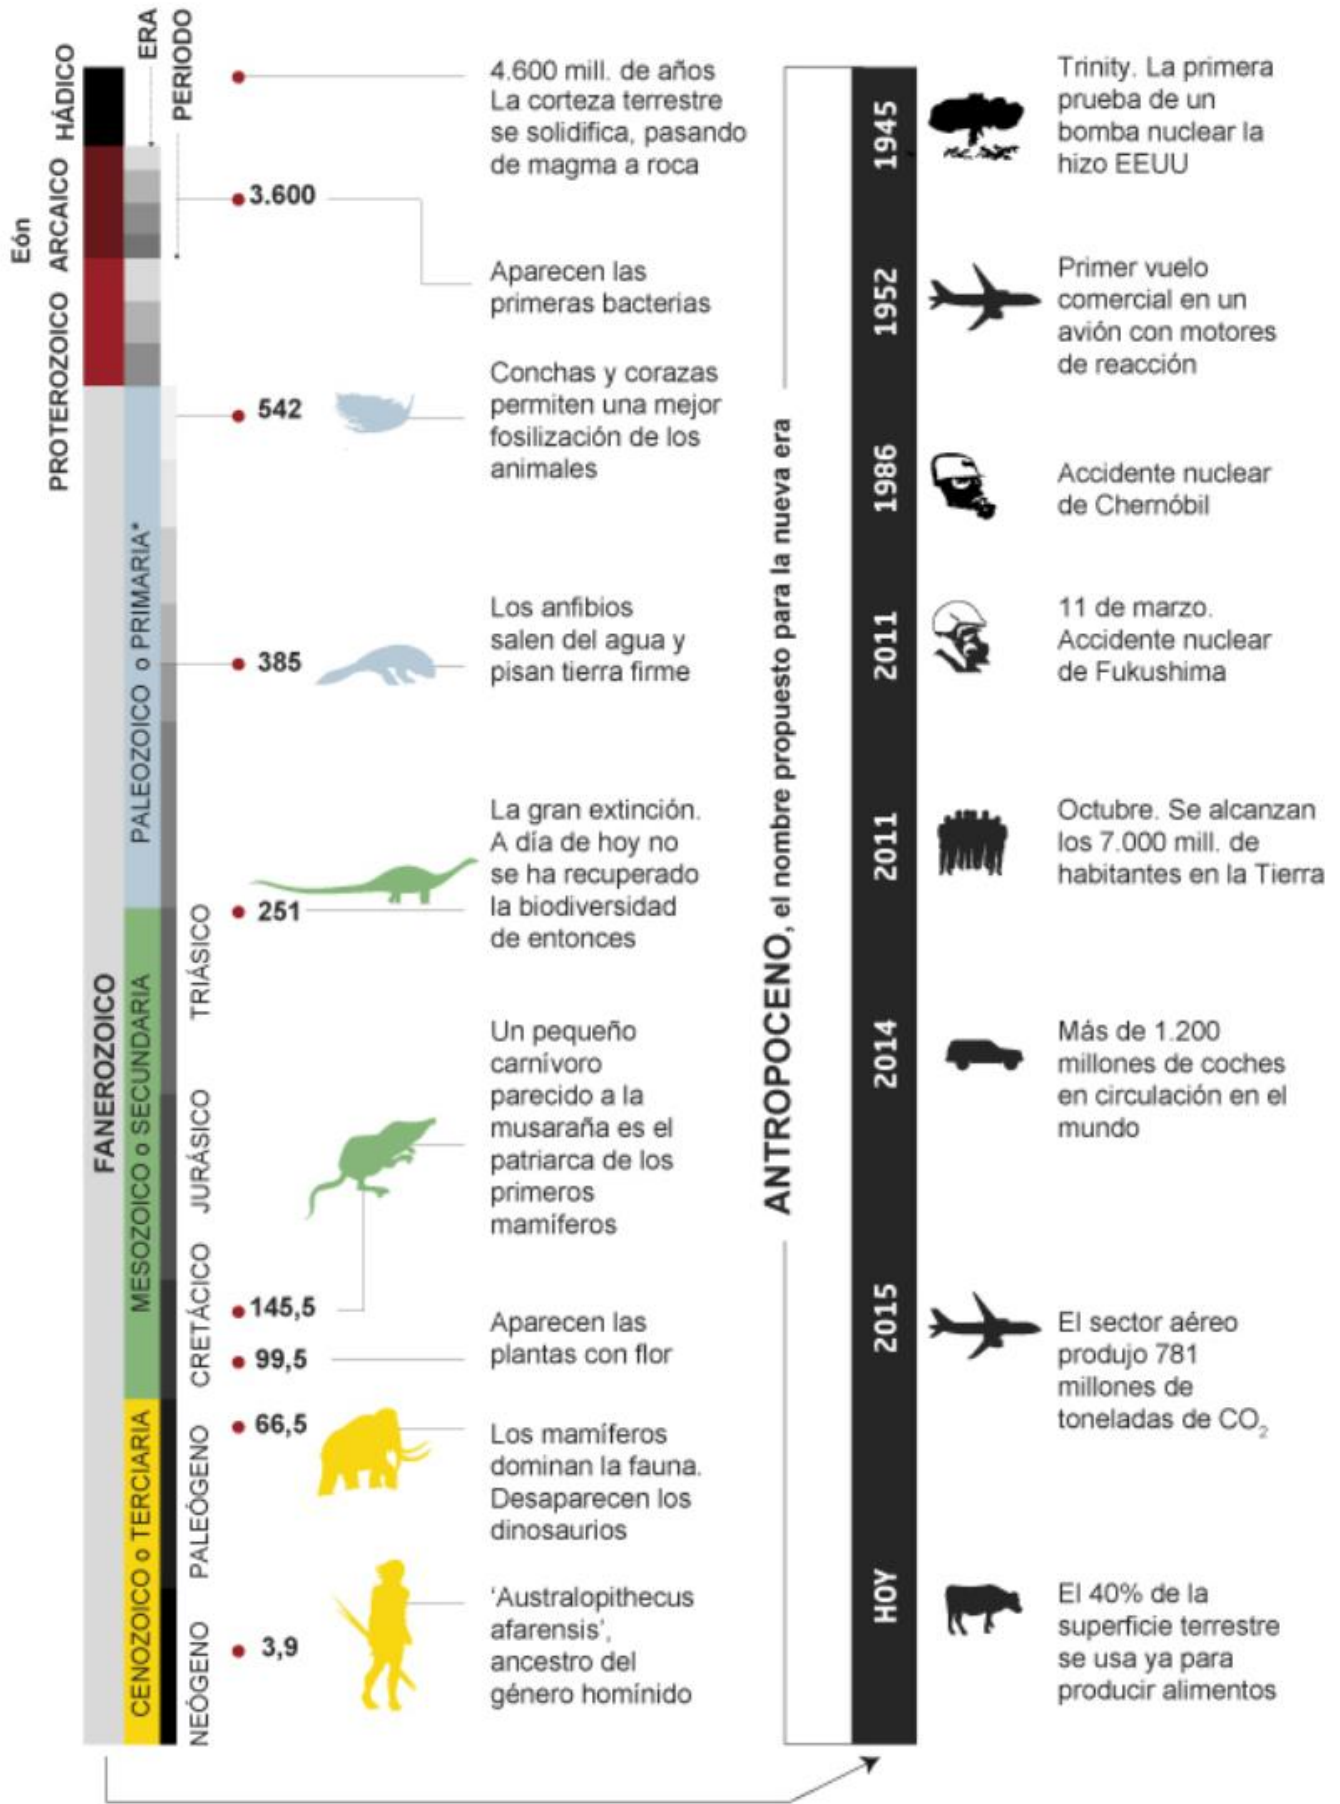 Eón
HÁDICO
ARCAICO
PROTEROZOICO
FANEROZOICO
ERA
PALEOZOICO o PRIMARIA*
MESOZOICO o SECUNDARIA
CENOZOICO o TERCIARIA
PERIODO
TRIÁSICO
JURÁSICO
CRETÁCICO
PALEÓGENO
NEÓGENO
4.600 mill. de años
La corteza terrestre
se solidifica, pasando
de magma a roca
3.600
Aparecen las
primeras bacterias
542
Conchas y corazas
permiten una mejor
fosilización de los
animales
385
Los anfibios
salen del agua y
pisan tierra firme
251
La gran extinción.
A día de hoy no
se ha recuperado
la biodiversidad
de entonces
145,5
Un pequeño
carnívoro
parecido a la
musaraña es el
patriarca de los
primeros
mamíferos
99,5
Aparecen las
plantas con flor
66,5
Los mamíferos
dominan la fauna.
Desaparecen los
dinosaurios
3,9
‘Australopithecus
afarensis’,
ancestro del
género homínido
ANTROPOCENO, el nombre propuesto para la nueva era
1945
Trinity. La primera
prueba de un
bomba nuclear la
hizo EEUU
1952
Primer vuelo
comercial en un
avión con motores
de reacción
1986
Accidente nuclear
de Chernóbil
2011
11 de marzo.
Accidente nuclear
de Fukushima
2011
Octubre. Se alcanzan
los 7.000 mill. de
habitantes en la Tierra
2014
Más de 1.200
millones de coches
en circulación en el
mundo
2015
El sector aéreo
produjo 781
millones de
toneladas de CO₂
HOY
El 40% de la
superficie terrestre
se usa ya para
producir alimentos